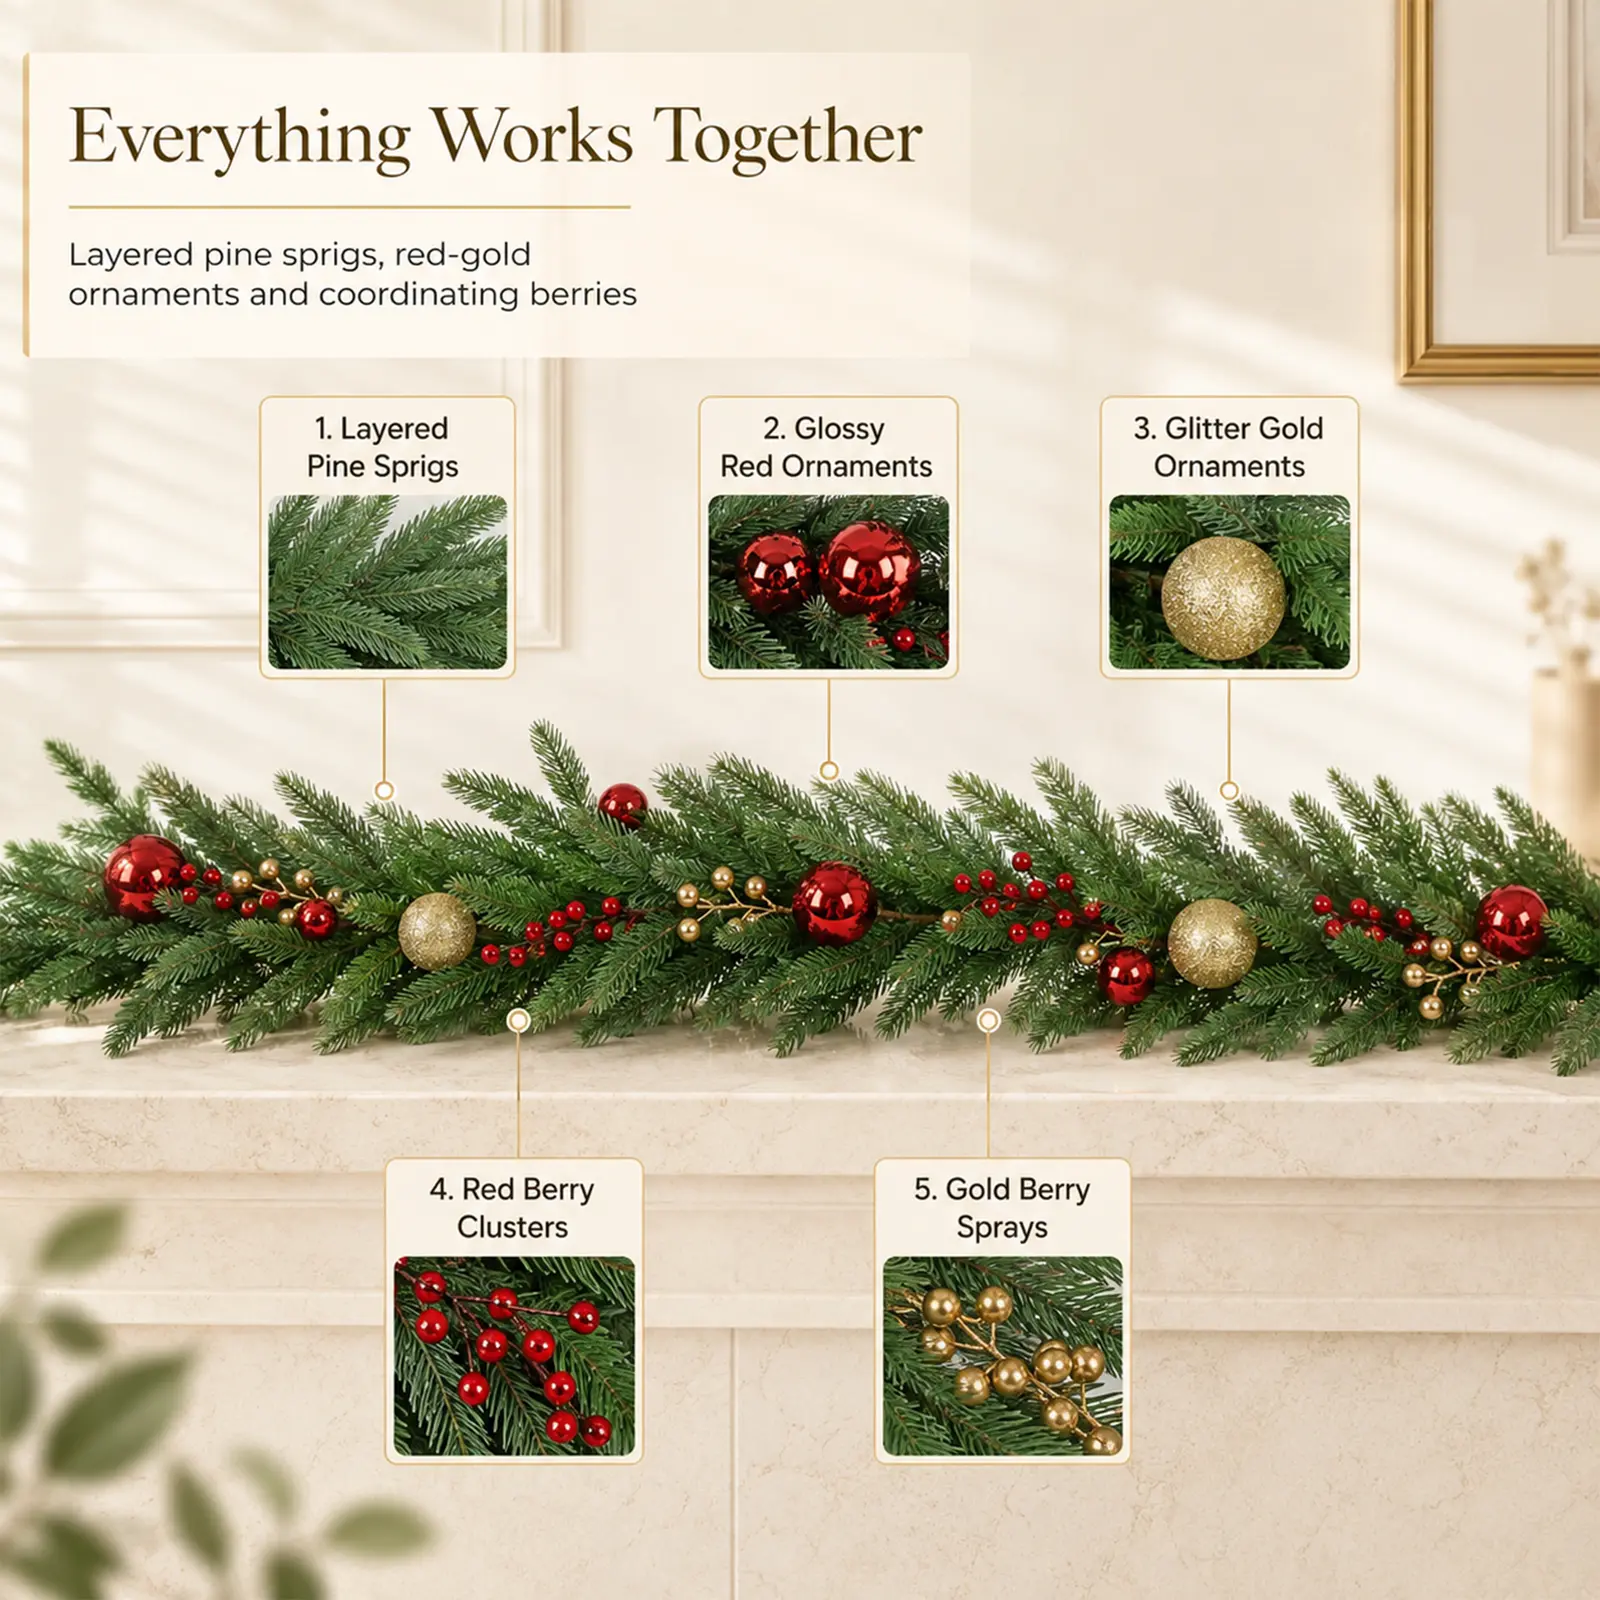 Everything Works Together
Layered pine sprigs, red-gold
ornaments and coordinating berries
1. Layered
Pine Sprigs
2. Glossy
Red Ornaments
3. Glitter Gold
Ornaments
4. Red Berry
Clusters
5. Gold Berry
Sprays